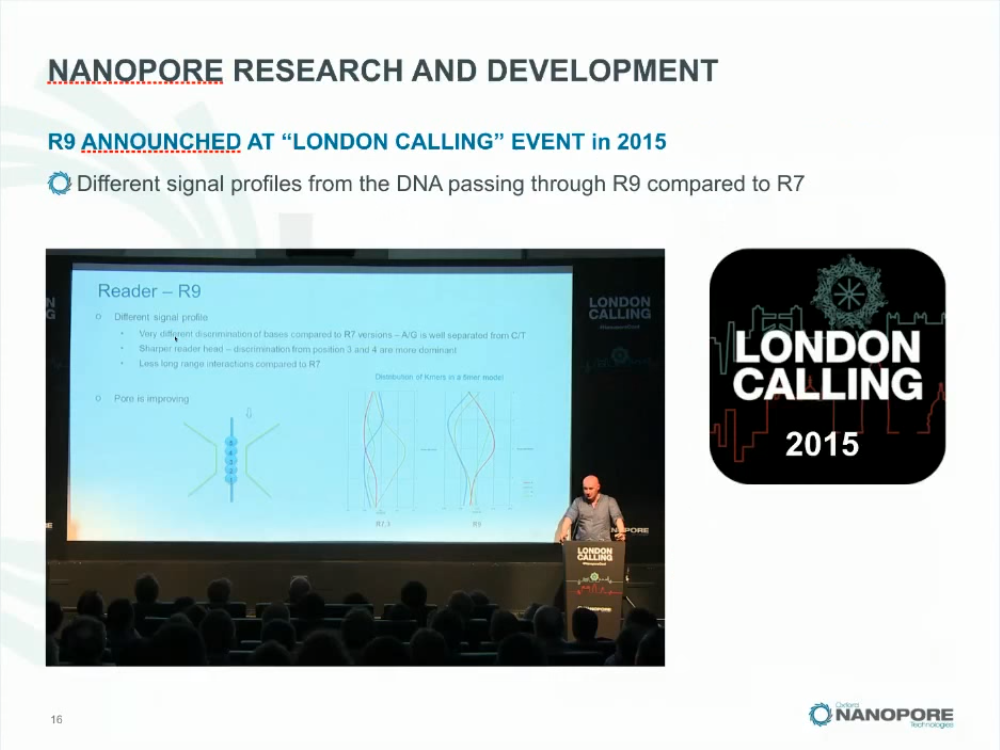 NANOPORE RESEARCH AND DEVELOPMENT
R9 ANNOUNCHED AT “LONDON CALLING” EVENT in 2015
Different signal profiles from the DNA passing through R9 compared to R7
Reader – R9
Different signal profile
Very different discrimination of bases compared to R7 versions – A/G is well separated from C/T
Sharper reader head – discrimination from position 3 and 4 are more dominant
Less long range interactions compared to R7
Distribution of Kmers in a 5mer model
Pore is improving
R7.3
R9
LONDON
CALLING
LONDON
CALLING
NANOPORE
LONDON
CALLING
2015
16
Oxford
NANOPORE
Technologies